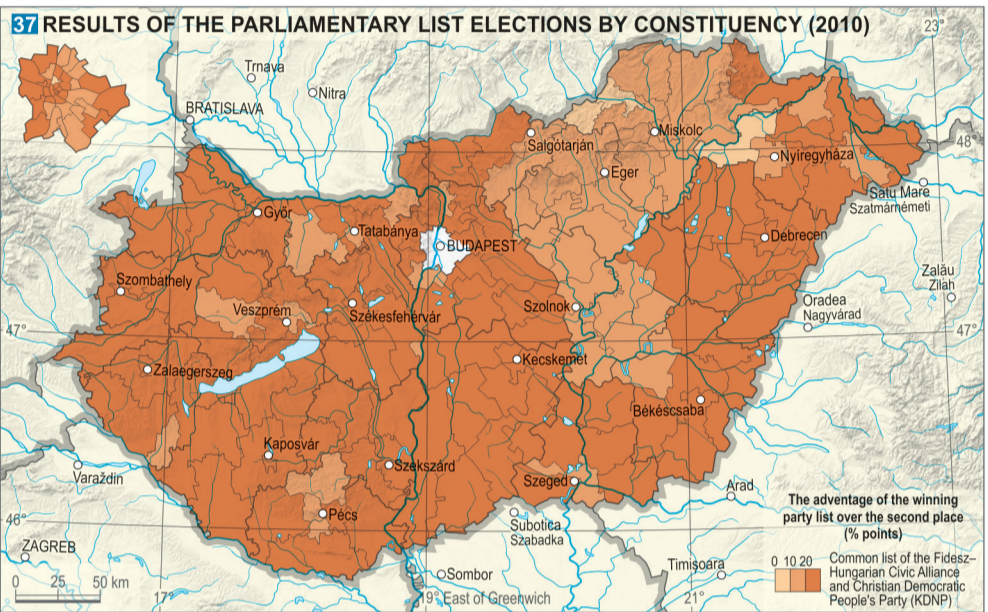 37 RESULTS OF THE PARLIAMENTARY LIST ELECTIONS BY CONSTITUENCY (2010)
23°
Trnava
Nitra
BRATISLAVA
Salgótarján
Miskolc
48°
Eger
Nyíregyháza
Satu Mare
Szatmárnémeti
Győr
Tatabánya
BUDAPEST
Debrecen
Szombathely
Zalău
Zilah
Veszprém
Székesfehérvár
Szolnok
Oradea
Nagyvárad
47°
47°
Zalaegerszeg
Kecskemét
Békéscsaba
Kaposvár
Szekszárd
Varaždin
Szeged
Arad
46°
Pécs
Subotica
Szabadka
ZAGREB
Sombor
Timişoara
0 25 50 km
17°
19° East of Greenwich
21°
The advantage of the winning
party list over the second place
(% points)
0 10 20
Common list of the Fidesz–
Hungarian Civic Alliance
and Christian Democratic
People's Party (KDNP)